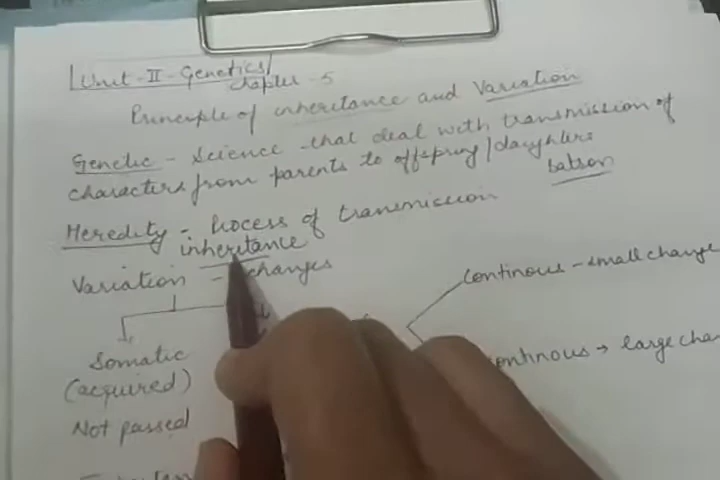 Unit-II-Genetics
Chapter-5
Principle of inheritance and Variation
Genetic - Science that deal with transmission of
characters from parents to offspring/daughters
batson
Heredity - Process of transmission
inheritance
Variation - changes
Continous - small change
Somatic
(acquired)
large cha
Not passed